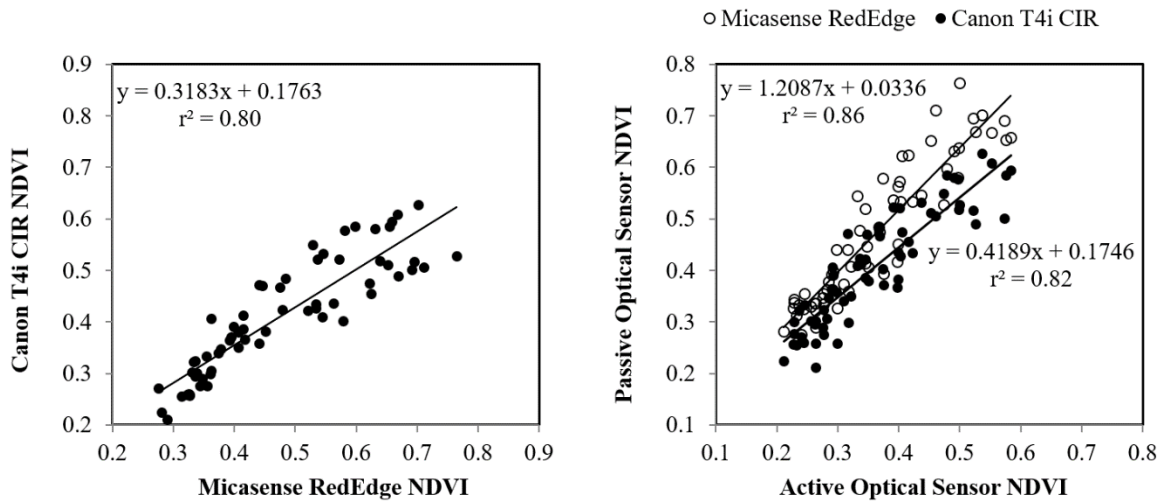 Micasense RedEdge
Canon T4i CIR
0.9
0.8
0.7
0.6
0.5
0.4
0.3
0.2
y = 0.3183x + 0.1763
r² = 0.80
Canon T4i CIR NDVI
0.2
0.3
0.4
0.5
0.6
0.7
0.8
0.9
Micasense RedEdge NDVI
0.8
0.7
0.6
0.5
0.4
0.3
0.2
0.1
y = 1.2087x + 0.0336
r² = 0.86
y = 0.4189x + 0.1746
r² = 0.82
Passive Optical Sensor NDVI
0.1
0.2
0.3
0.4
0.5
0.6
0.7
0.8
Active Optical Sensor NDVI